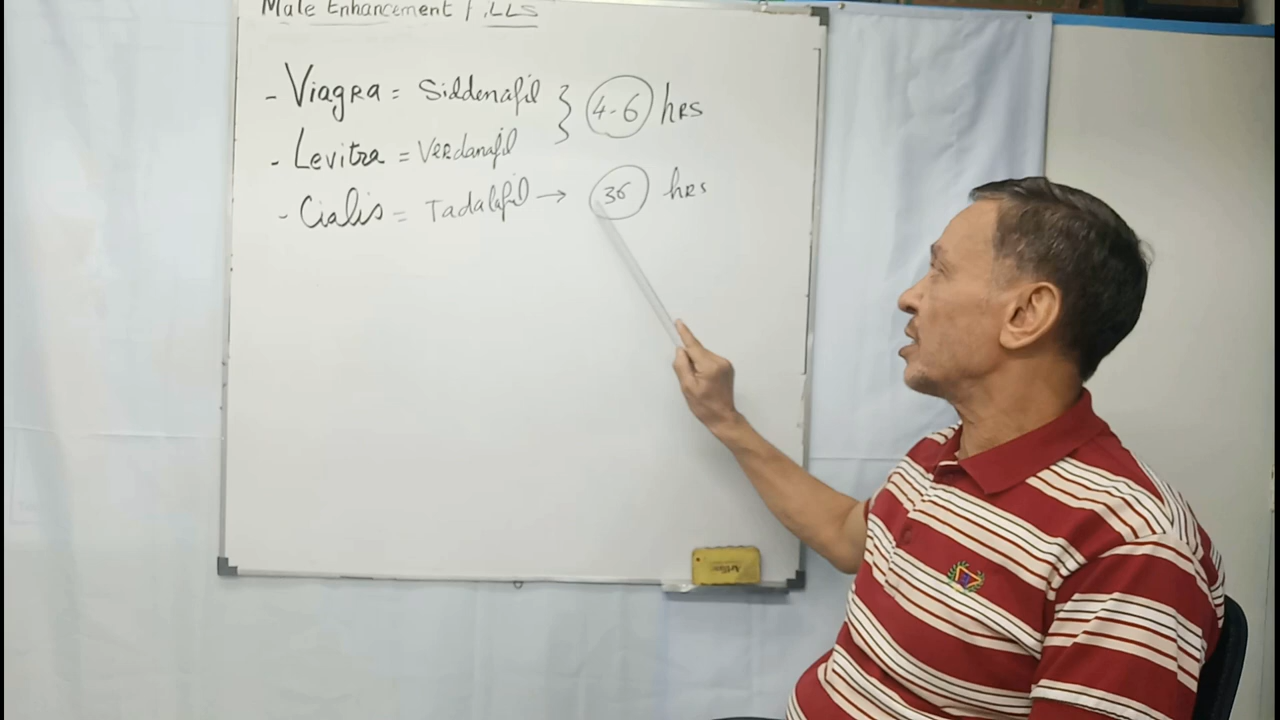 Male Enhancement PILLS
- Viagra = Siddenafil } 4-6 hrs
- Levitra = Verdanafil
- Cialis = Tadalafil → 36 hrs